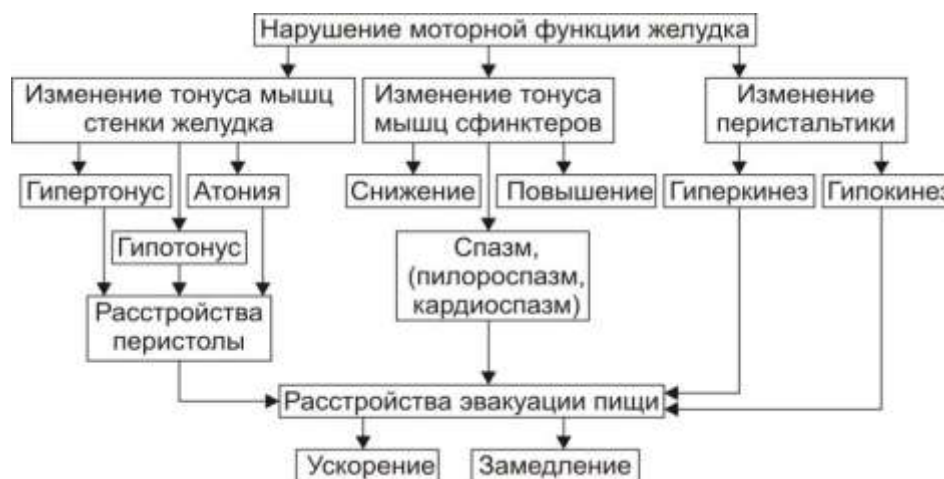 Нарушение моторной функции желудка
Изменение тонуса мышц
стенки желудка
Изменение тонуса
мышц сфинктеров
Изменение
перистальтики
Гипертонус
Атония
Снижение
Повышение
Гиперкинез
Гипокинез
Гипотонус
Спазм,
(пилороспазм,
кардиоспазм)
Расстройства
перистолы
Расстройства эвакуации пищи
Ускорение
Замедление